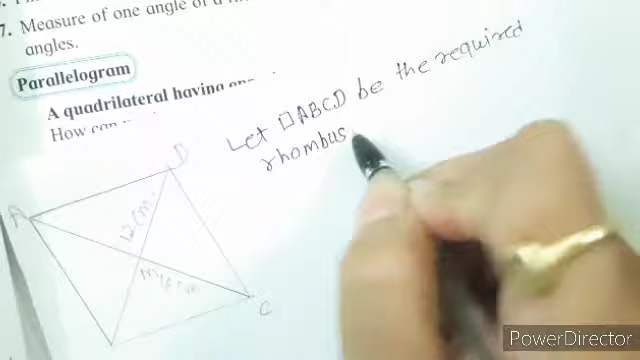 7. Measure of one angle of a
angles.
Parallelogram
A quadrilateral having
How can
Let □ABCD be the required
rhombus
A
D
12 cm
M
C
PowerDirector